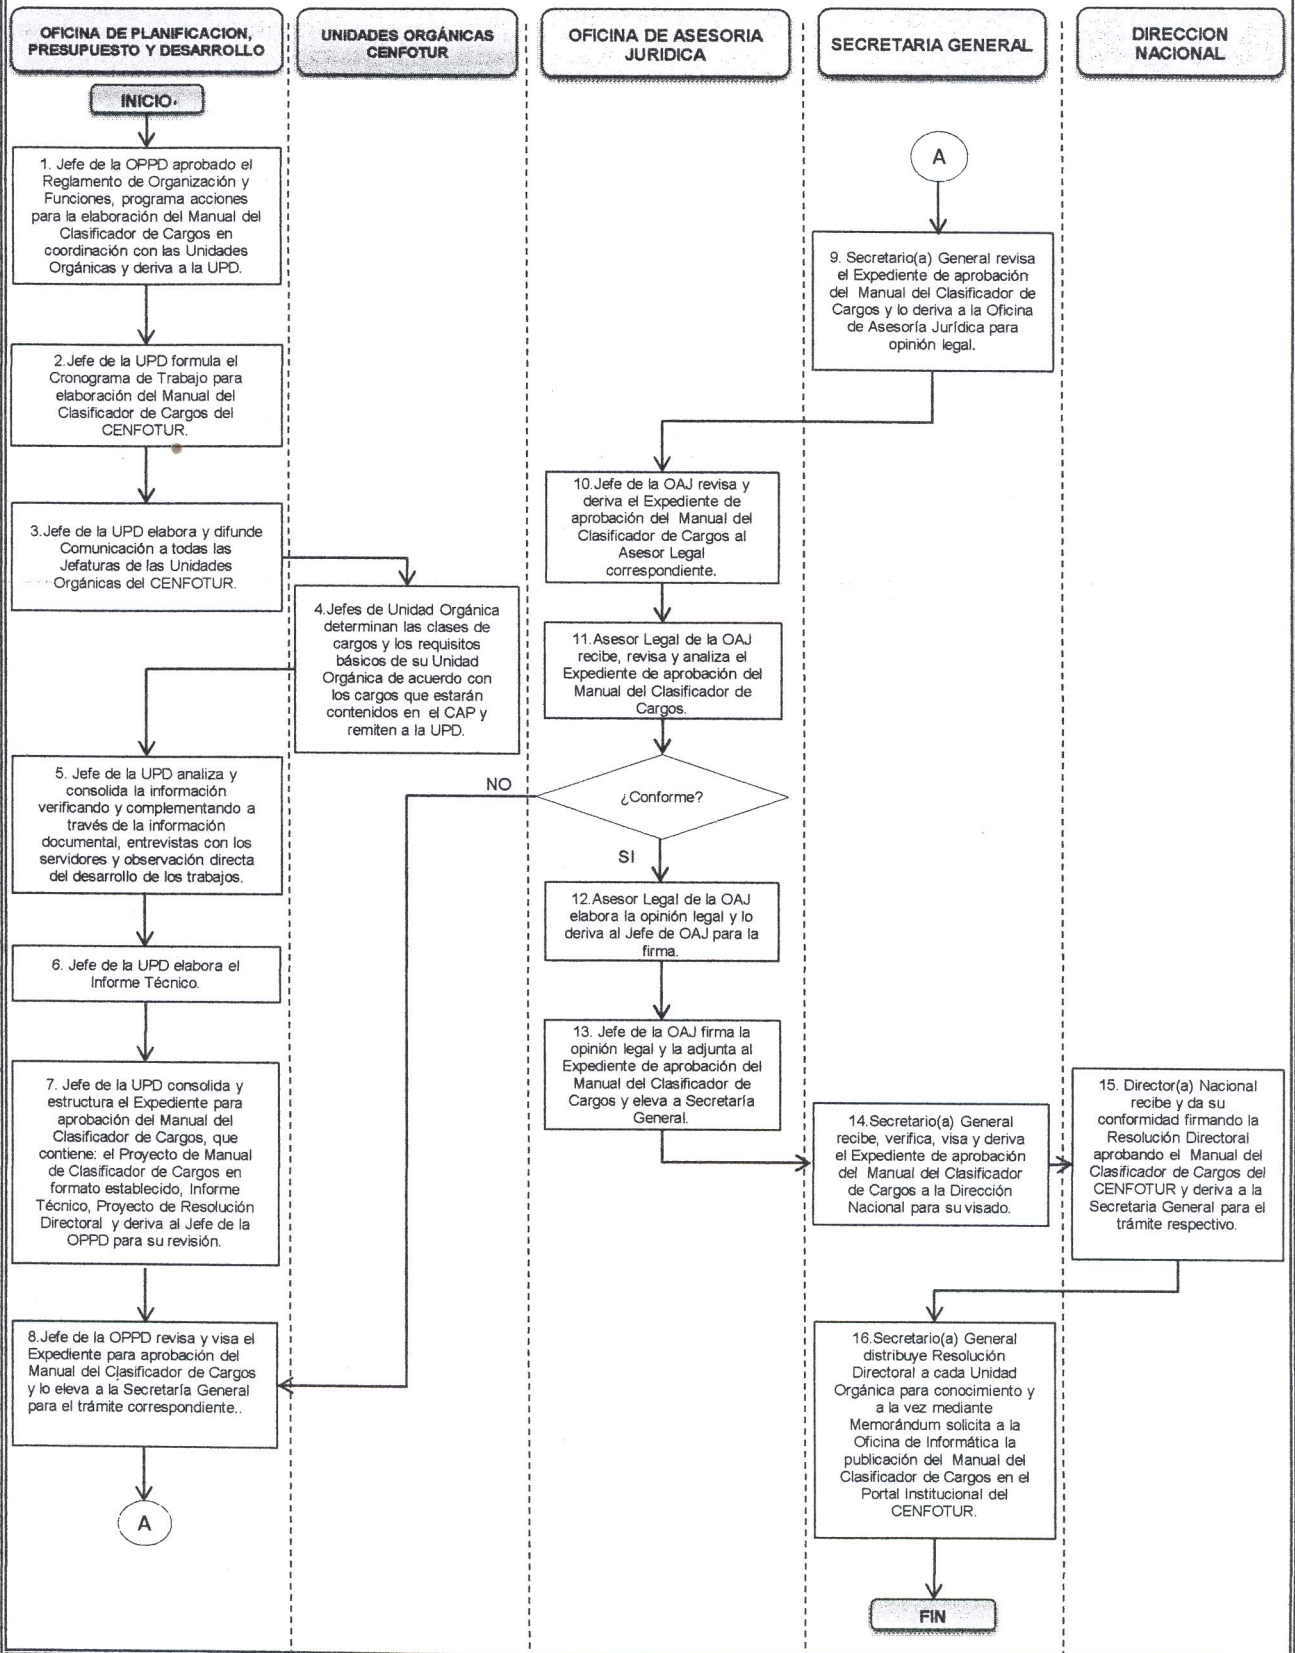 OFICINA DE PLANIFICACION,
PRESUPUESTO Y DESARROLLO
UNIDADES ORGÁNICAS
CENFOTUR
OFICINA DE ASESORIA
JURIDICA
SECRETARIA GENERAL
DIRECCION
NACIONAL
INICIO
1. Jefe de la OPPD aprobado el
Reglamento de Organización y
Funciones, programa acciones
para la elaboración del Manual del
Clasificador de Cargos en
coordinación con las Unidades
Orgánicas y deriva a la UPD.
2.Jefe de la UPD formula el
Cronograma de Trabajo para
elaboración del Manual del
Clasificador de Cargos del
CENFOTUR.
3.Jefe de la UPD elabora y difunde
Comunicación a todas las
Jefaturas de las Unidades
Orgánicas del CENFOTUR.
4.Jefes de Unidad Orgánica
determinan las clases de
cargos y los requisitos
básicos de su Unidad
Orgánica de acuerdo con
los cargos que estarán
contenidos en el CAP y
remiten a la UPD.
5. Jefe de la UPD analiza y
consolida la información
verificando y complementando a
través de la información
documental, entrevistas con los
servidores y observación directa
del desarrollo de los trabajos.
6. Jefe de la UPD elabora el
Informe Técnico.
7. Jefe de la UPD consolida y
estructura el Expediente para
aprobación del Manual del
Clasificador de Cargos, que
contiene: el Proyecto de Manual
de Clasificador de Cargos en
formato establecido, Informe
Técnico, Proyecto de Resolución
Directoral y deriva al Jefe de la
OPPD para su revisión.
8.Jefe de la OPPD revisa y visa el
Expediente para aprobación del
Manual del Clasificador de Cargos
y lo eleva a la Secretaría General
para el trámite correspondiente..
A
A
9. Secretario(a) General revisa
el Expediente de aprobación
del Manual del Clasificador de
Cargos y lo deriva a la Oficina
de Asesoría Jurídica para
opinión legal.
10.Jefe de la OAJ revisa y
deriva el Expediente de
aprobación del Manual del
Clasificador de Cargos al
Asesor Legal
correspondiente.
11.Asesor Legal de la OAJ
recibe, revisa y analiza el
Expediente de aprobación del
Manual del Clasificador de
Cargos.
¿Conforme?
NO
SI
12.Asesor Legal de la OAJ
elabora la opinión legal y lo
deriva al Jefe de OAJ para la
firma.
13. Jefe de la OAJ firma la
opinión legal y la adjunta al
Expediente de aprobación del
Manual del Clasificador de
Cargos y eleva a Secretaría
General.
14.Secretario(a) General
recibe, verifica, visa y deriva
el Expediente de aprobación
del Manual del Clasificador
de Cargos a la Dirección
Nacional para su visado.
15. Director(a) Nacional
recibe y da su
conformidad firmando la
Resolución Directoral
aprobando el Manual del
Clasificador de Cargos del
CENFOTUR y deriva a la
Secretaria General para el
trámite respectivo.
16.Secretario(a) General
distribuye Resolución
Directoral a cada Unidad
Orgánica para conocimiento y
a la vez mediante
Memorándum solicita a la
Oficina de Informática la
publicación del Manual del
Clasificador de Cargos en el
Portal Institucional del
CENFOTUR.
FIN